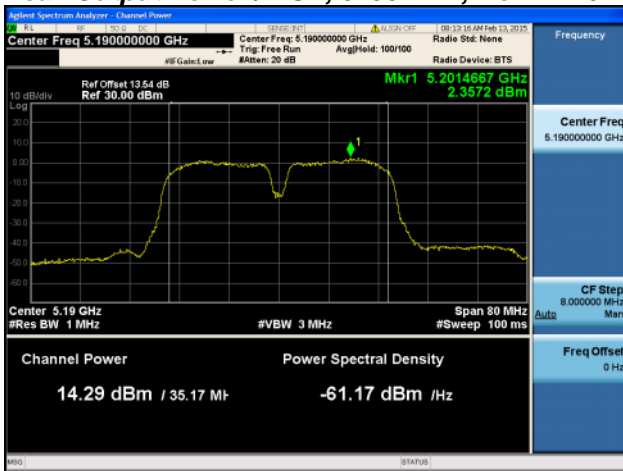 Agilent Spectrum Analyzer - Channel Power
RL RF 50 Ω DC SENSE:INT ALIGN OFF 08:13:16 AM Feb 13, 2015
Center Freq 5.190000000 GHz
Center Freq: 5.190000000 GHz
Radio Std: None
Trig: Free Run Avg|Hold: 100/100
#IFGain:Low #Atten: 20 dB Radio Device: BTS
Frequency
Mkr1 5.2014667 GHz
2.3572 dBm
Ref Offset 13.54 dB
10 dB/div Ref 30.00 dBm
Log
20.0
10.0
0.00
-10.0
-20.0
-30.0
-40.0
-50.0
-60.0
1
Center Freq
5.190000000 GHz
Center 5.19 GHz Span 80 MHz
#Res BW 1 MHz #VBW 3 MHz #Sweep 100 ms
CF Step
8.000000 MHz
Auto Man
Channel Power Power Spectral Density
14.29 dBm / 35.17 MH -61.17 dBm /Hz
Freq Offset
0 Hz
MSG STATUS